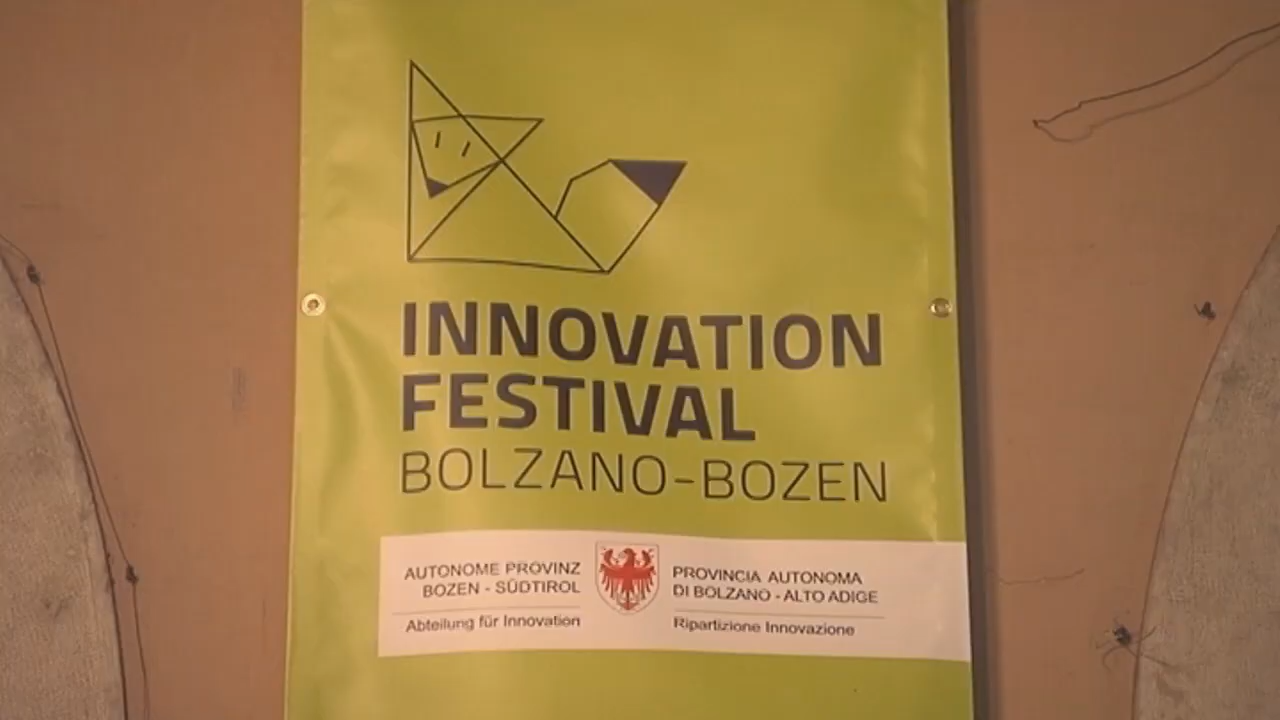 INNOVATION
FESTIVAL
BOLZANO-BOZEN
AUTONOME PROVINZ
BOZEN - SÜDTIROL
Abteilung für Innovation
PROVINCIA AUTONOMA
DI BOLZANO - ALTO ADIGE
Ripartizione Innovazione